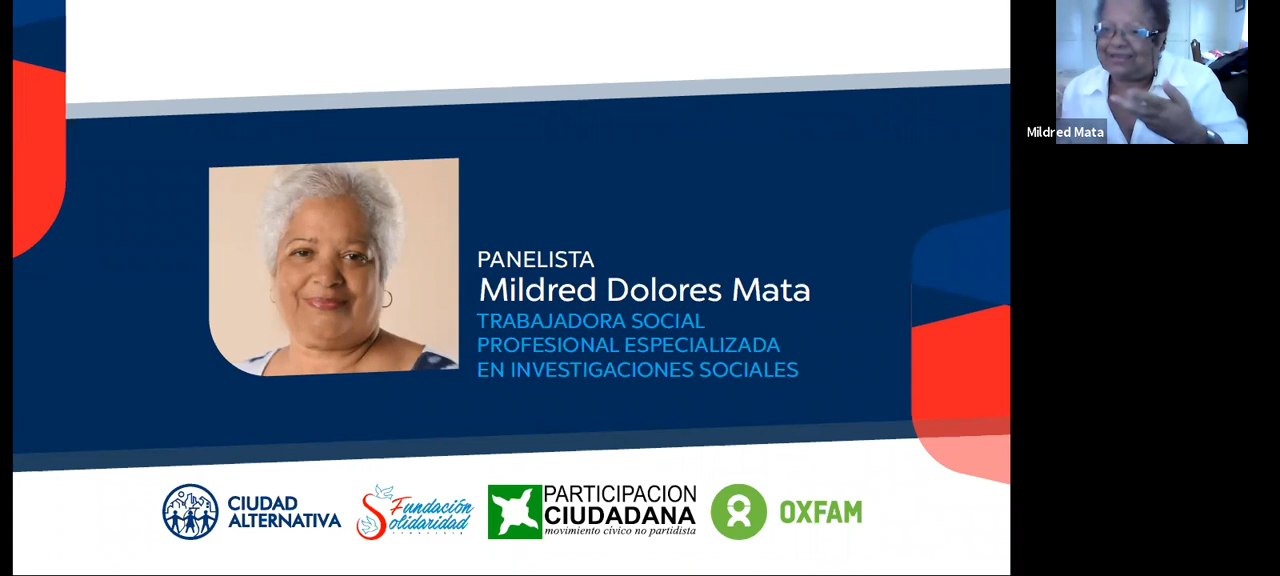 PANELISTA
Mildred Dolores Mata
TRABAJADORA SOCIAL
PROFESIONAL ESPECIALIZADA
EN INVESTIGACIONES SOCIALES
Mildred Mata
CIUDAD
ALTERNATIVA
Fundación
Solidaridad
PARTICIPACION
CIUDADANA
movimiento cívico no partidista
OXFAM